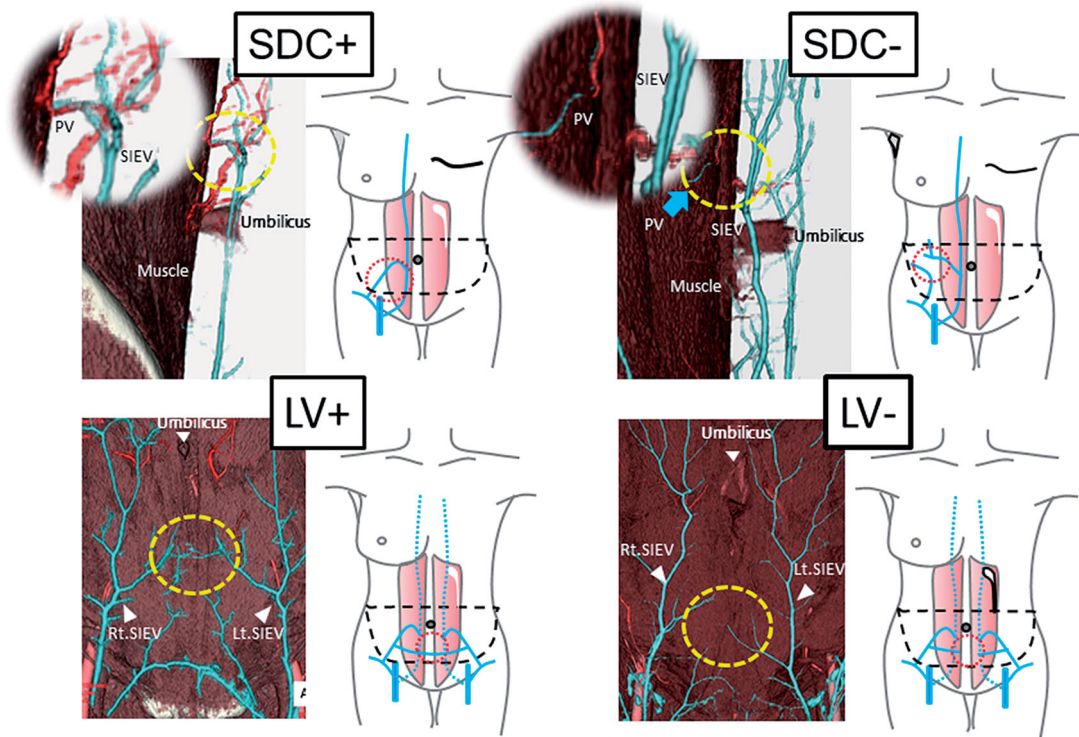 SDC+
PV
SIEV
Umbilicus
Muscle
SDC-
SIEV
PV
PV
SIEV
Umbilicus
Muscle
LV+
Umbilicus
Rt.SIEV
Lt.SIEV
A
LV-
Umbilicus
Rt.SIEV
Lt.SIEV